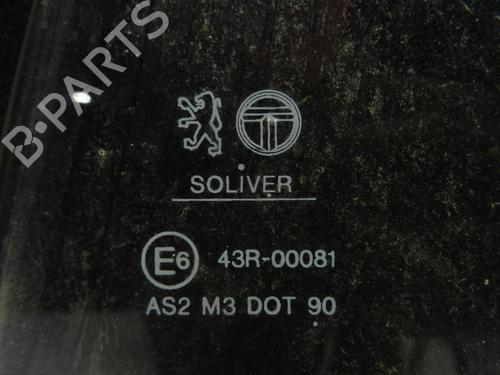 B-PARTS
SOLIVER
E6 43R-00081
AS2 M3 DOT 90